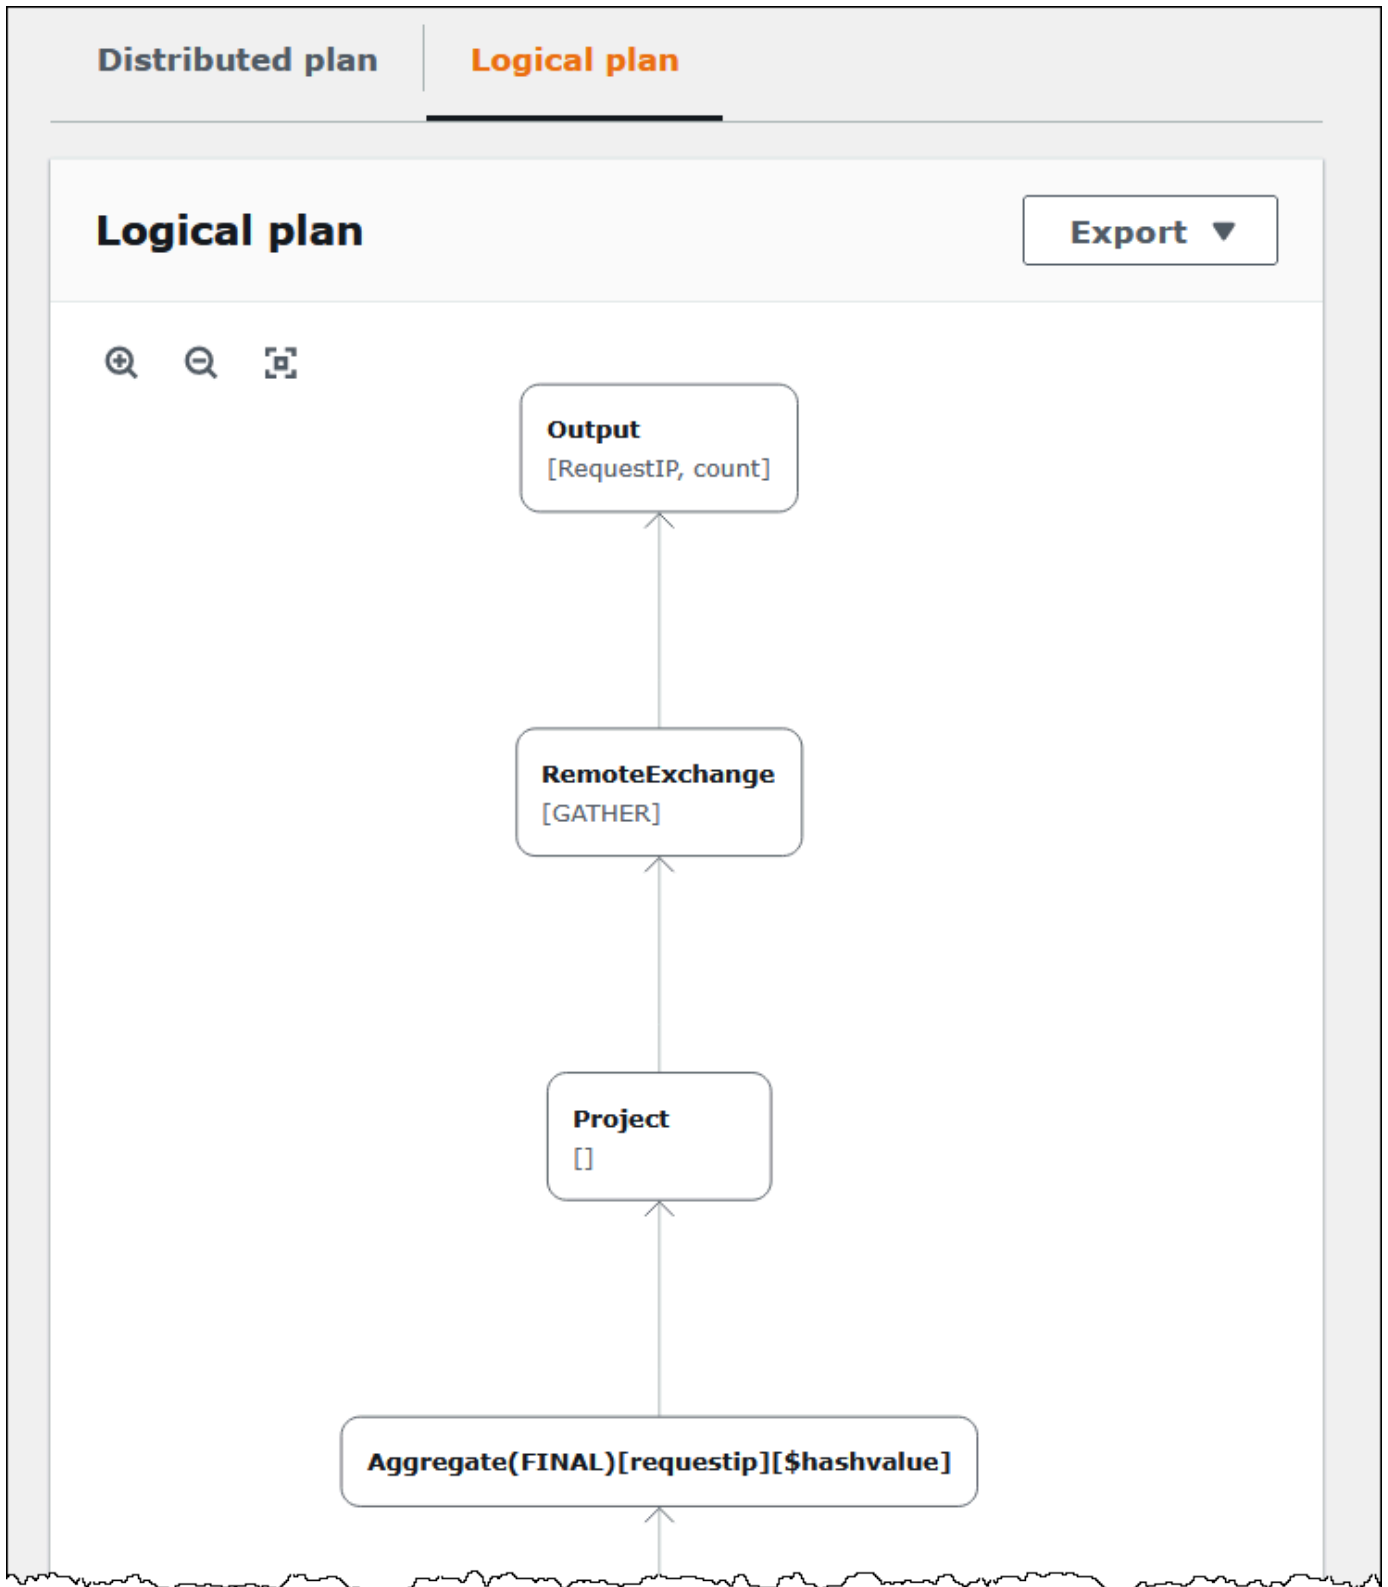 Distributed plan
Logical plan
Logical plan
Export
Output
[RequestIP, count]
RemoteExchange
[GATHER]
Project
[]
Aggregate(FINAL)[requestip][$hashvalue]